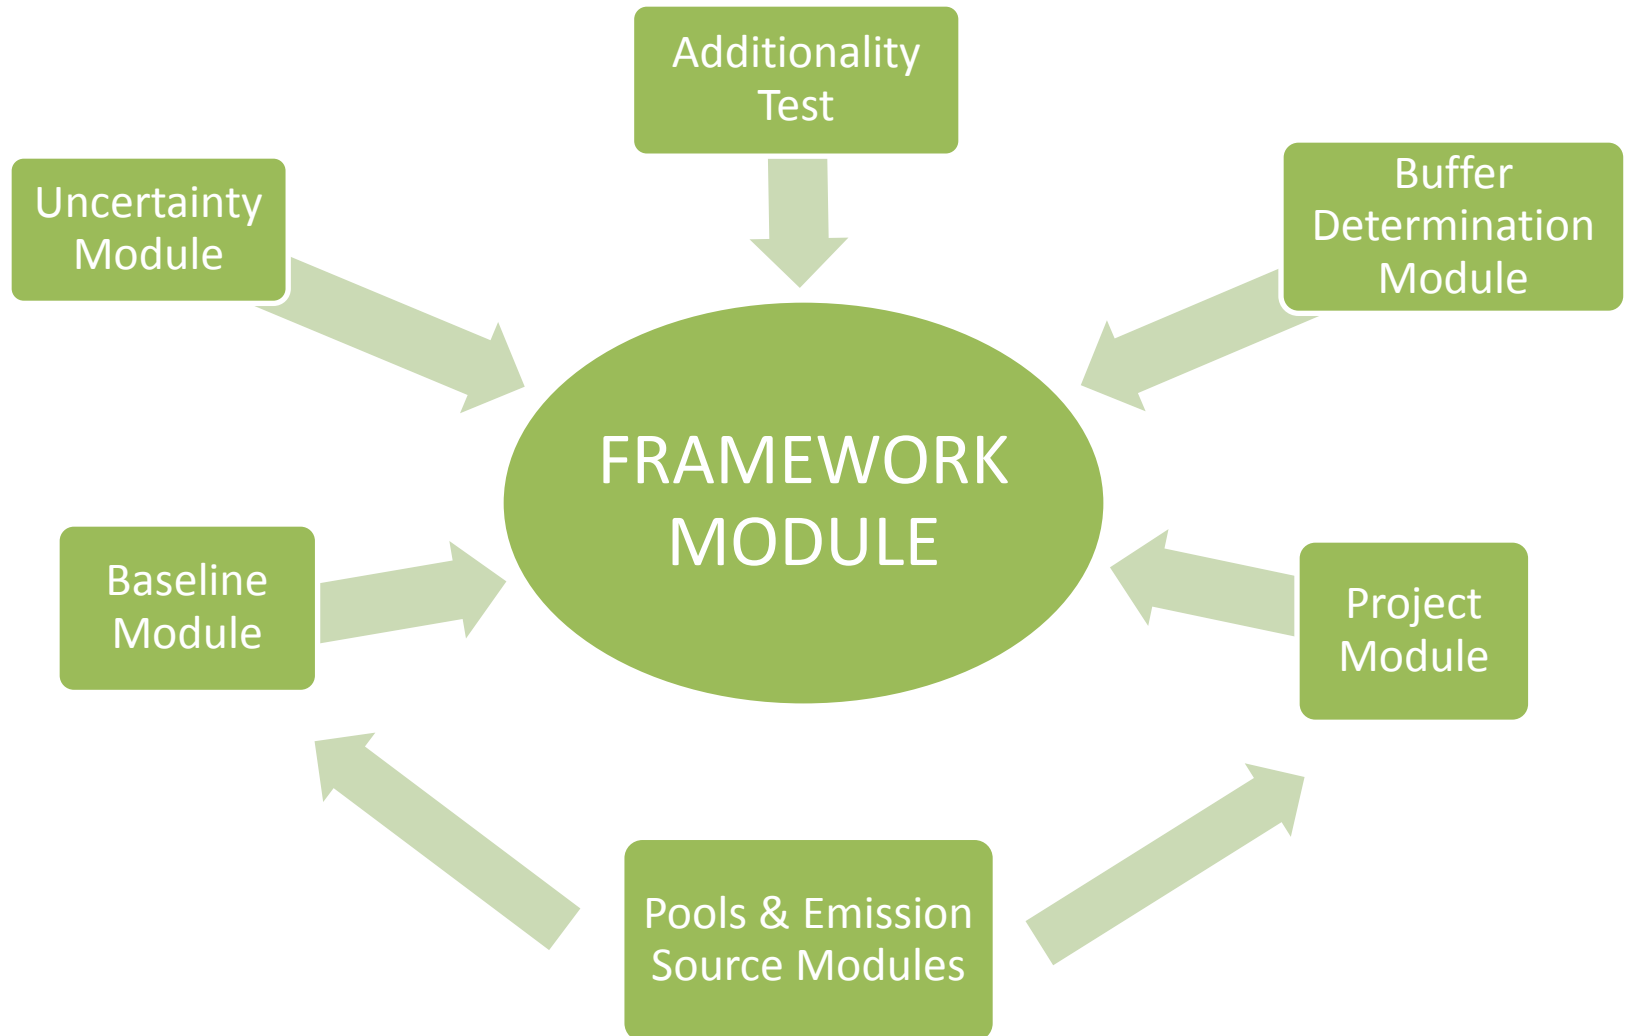 Additionality
Test
Uncertainty
Module
Buffer
Determination
Module
FRAMEWORK
MODULE
Baseline
Module
Project
Module
Pools & Emission
Source Modules